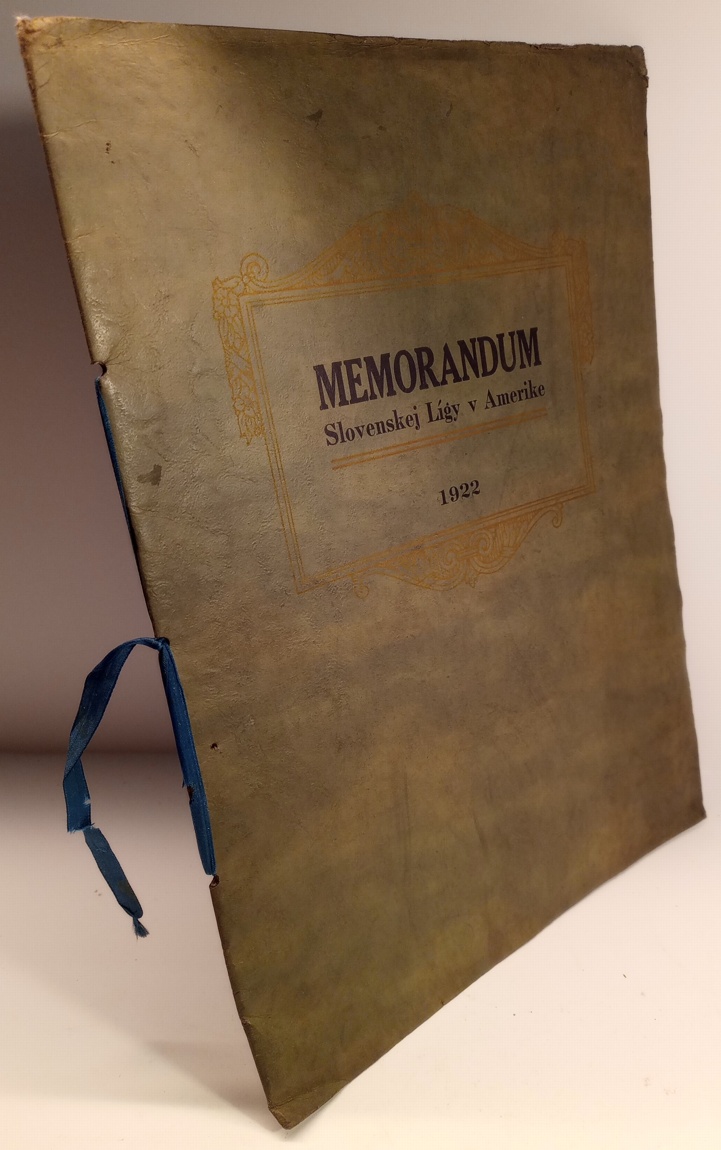 MEMORANDUM
Slovenskej Lígy v Amerike
1922